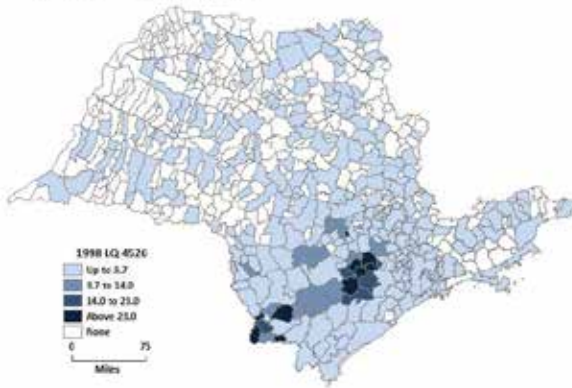 1998 LQ 4526
Up to 3.7
3.7 to 14.0
14.0 to 23.0
Above 23.0
None
0 75
Miles